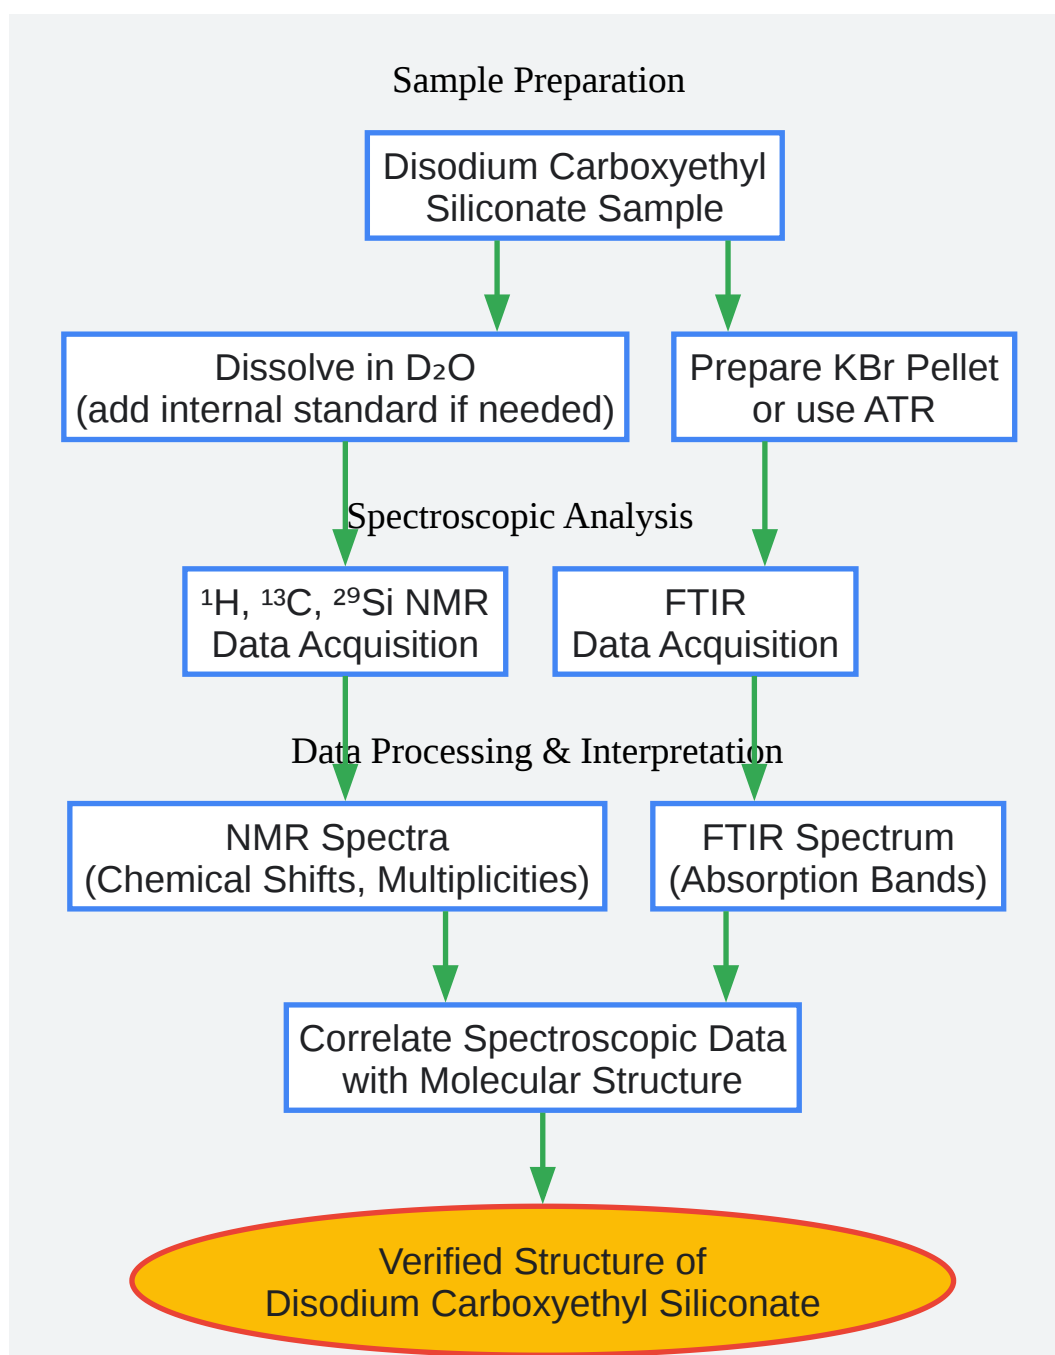 Sample Preparation
Disodium Carboxyethyl
Siliconate Sample
Dissolve in D₂O
(add internal standard if needed)
Prepare KBr Pellet
or use ATR
Spectroscopic Analysis
¹H, ¹³C, ²⁹Si NMR
Data Acquisition
FTIR
Data Acquisition
Data Processing & Interpretation
NMR Spectra
(Chemical Shifts, Multiplicities)
FTIR Spectrum
(Absorption Bands)
Correlate Spectroscopic Data
with Molecular Structure
Verified Structure of
Disodium Carboxyethyl Siliconate